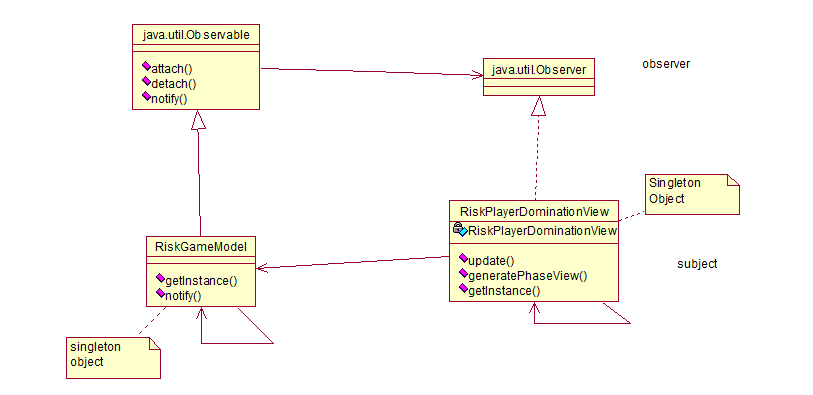 java.util.Observable
attach()
detach()
notify()
java.util.Observer
observer
Singleton
Object
RiskPlayerDominationView
RiskPlayerDominationView
update()
generatePhaseView()
getInstance()
subject
RiskGameModel
getInstance()
notify()
singleton
object